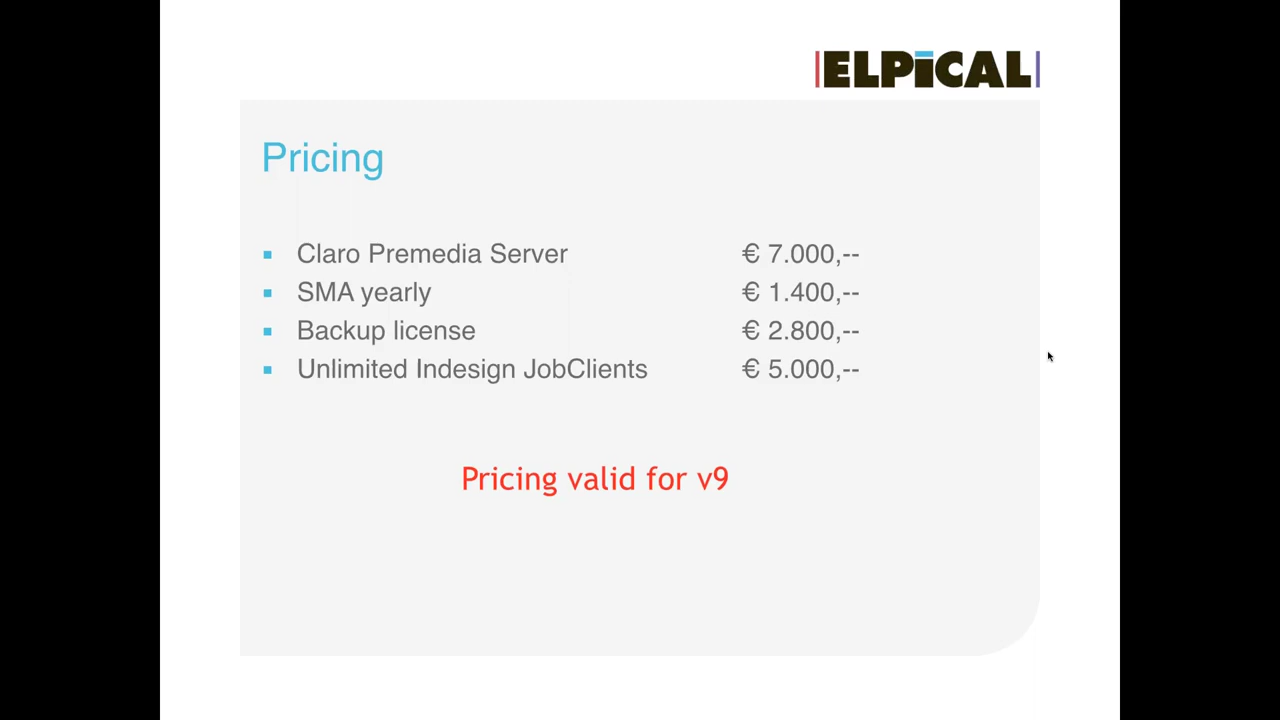 ELPiCAL
Pricing
▪ Claro Premedia Server € 7.000,--
▪ SMA yearly € 1.400,--
▪ Backup license € 2.800,--
▪ Unlimited Indesign JobClients € 5.000,--
Pricing valid for v9